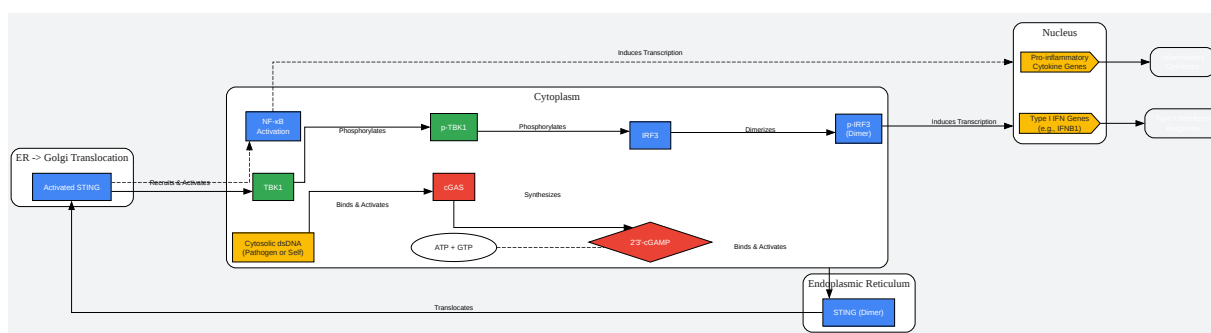 Nucleus
Induces Transcription
Pro-inflammatory
Cytokine Genes
Cytoplasm
NF-κB
Activation
Phosphorylates
p-TBK1
Phosphorylates
IRF3
Dimerizes
p-IRF3
(Dimer)
Induces Transcription
Type I IFN Genes
(e.g., IFNB1)
ER -> Golgi Translocation
Activated STING
Recruits & Activates
TBK1
cGAS
Synthesizes
Binds & Activates
Cytosolic dsDNA
(Pathogen or Self)
ATP + GTP
2'3'-cGAMP
Binds & Activates
Endoplasmic Reticulum
STING (Dimer)
Translocates